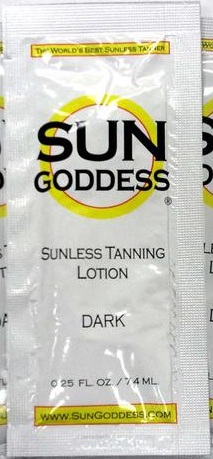 THE WORLD'S BEST SUNLESS TANNER
SUN
GODDESS®
SUNLESS TANNING
LOTION
DARK
0.25 FL. OZ. / 7.4 ML
WWW.SUNGODDESS.COM